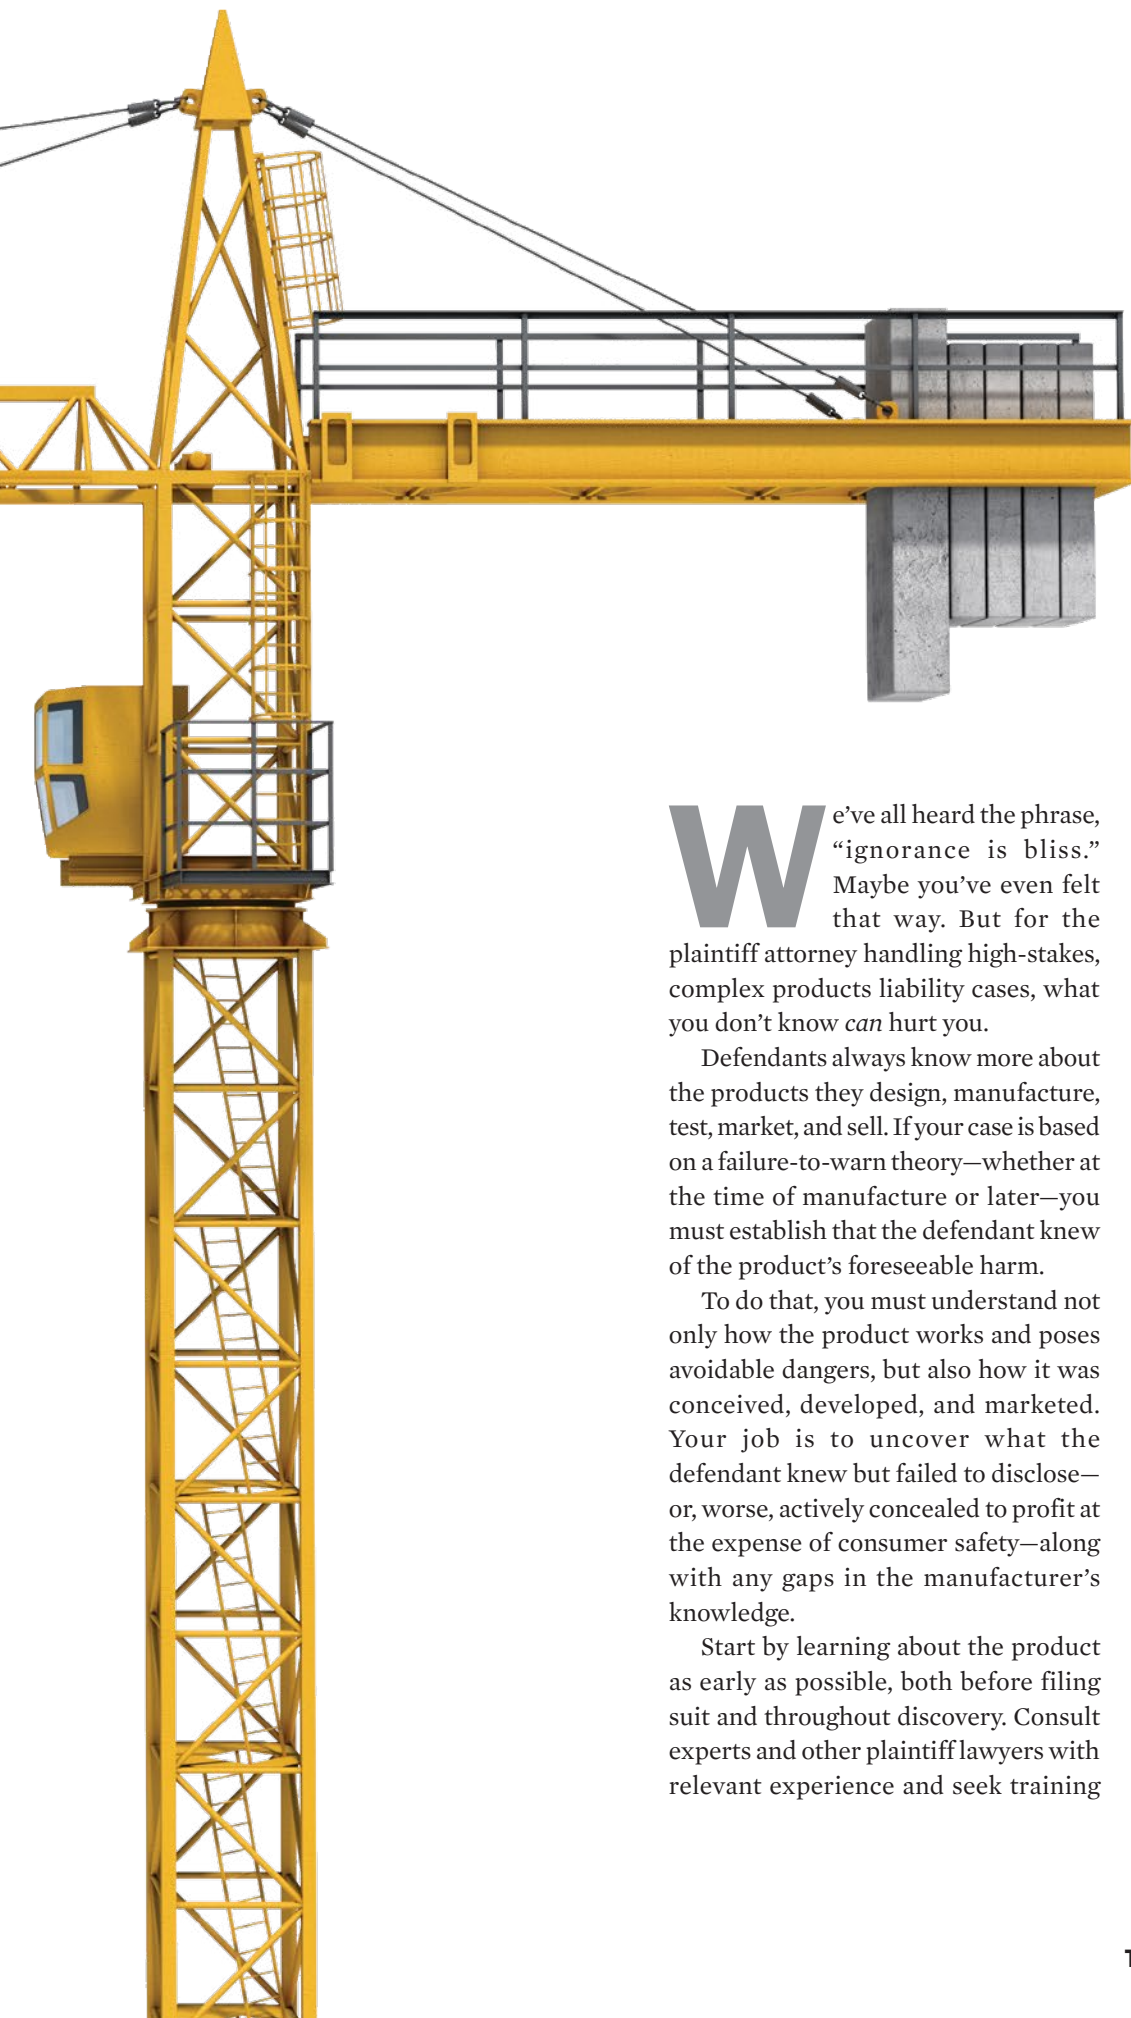 We’ve all heard the phrase,
“ignorance is bliss.”
Maybe you’ve even felt
that way. But for the
plaintiff attorney handling high-stakes,
complex products liability cases, what
you don’t know can hurt you.
Defendants always know more about
the products they design, manufacture,
test, market, and sell. If your case is based
on a failure-to-warn theory—whether at
the time of manufacture or later—you
must establish that the defendant knew
of the product’s foreseeable harm.
To do that, you must understand not
only how the product works and poses
avoidable dangers, but also how it was
conceived, developed, and marketed.
Your job is to uncover what the
defendant knew but failed to disclose—
or, worse, actively concealed to profit at
the expense of consumer safety—along
with any gaps in the manufacturer’s
knowledge.
Start by learning about the product
as early as possible, both before filing
suit and throughout discovery. Consult
experts and other plaintiff lawyers with
relevant experience and seek training